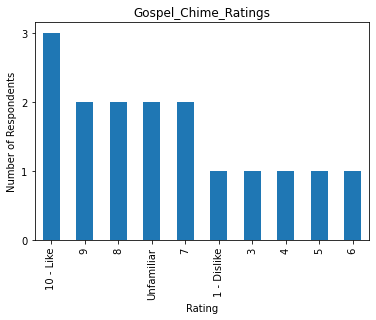 Gospel_Chime_Ratings
Number of Respondents
3
2
1
0
10 - Like
9
8
Unfamiliar
7
1 - Dislike
3
4
5
6
Rating